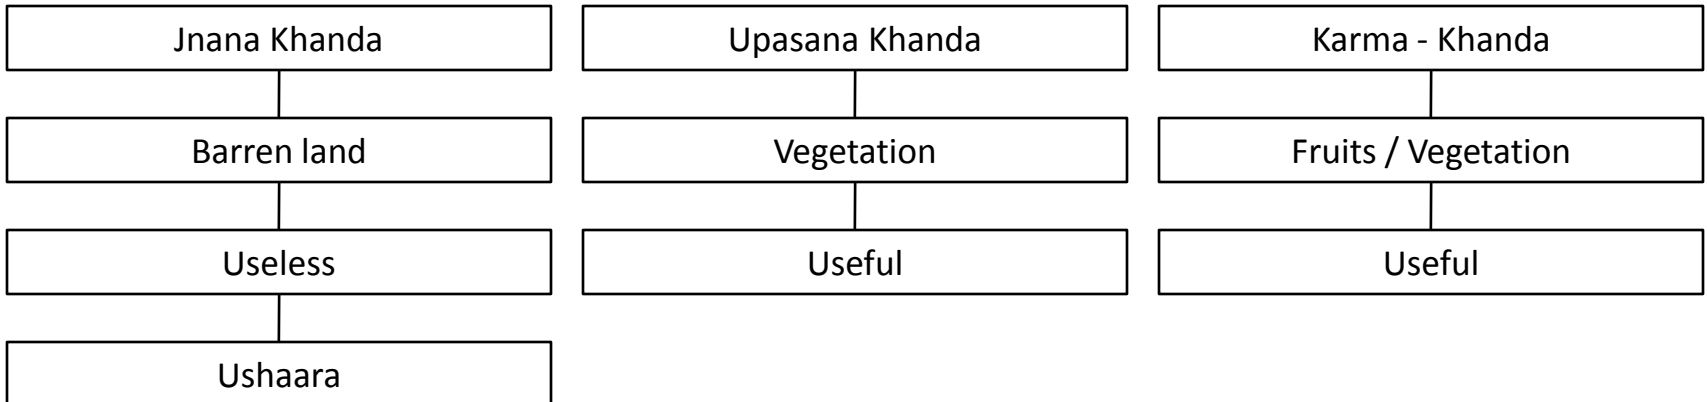 Jnana Khanda
Upasana Khanda
Karma - Khanda
Barren land
Vegetation
Fruits / Vegetation
Useless
Useful
Useful
Ushaara